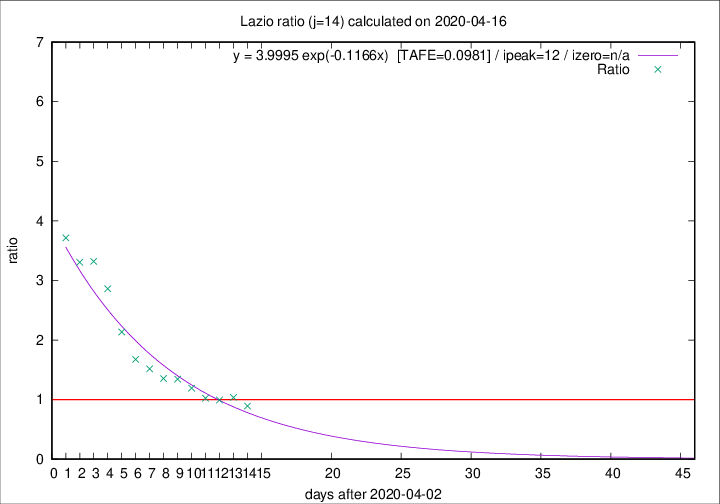 Lazio ratio (j=14) calculated on 2020-04-16
y = 3.9995 exp(-0.1166x) [TAFE=0.0981] / ipeak=12 / izero=n/a
Ratio
7
6
5
4
3
2
1
0
ratio
0 1 2 3 4 5 6 7 8 9 10 11 12 13 14 15 20 25 30 35 40 45
days after 2020-04-02